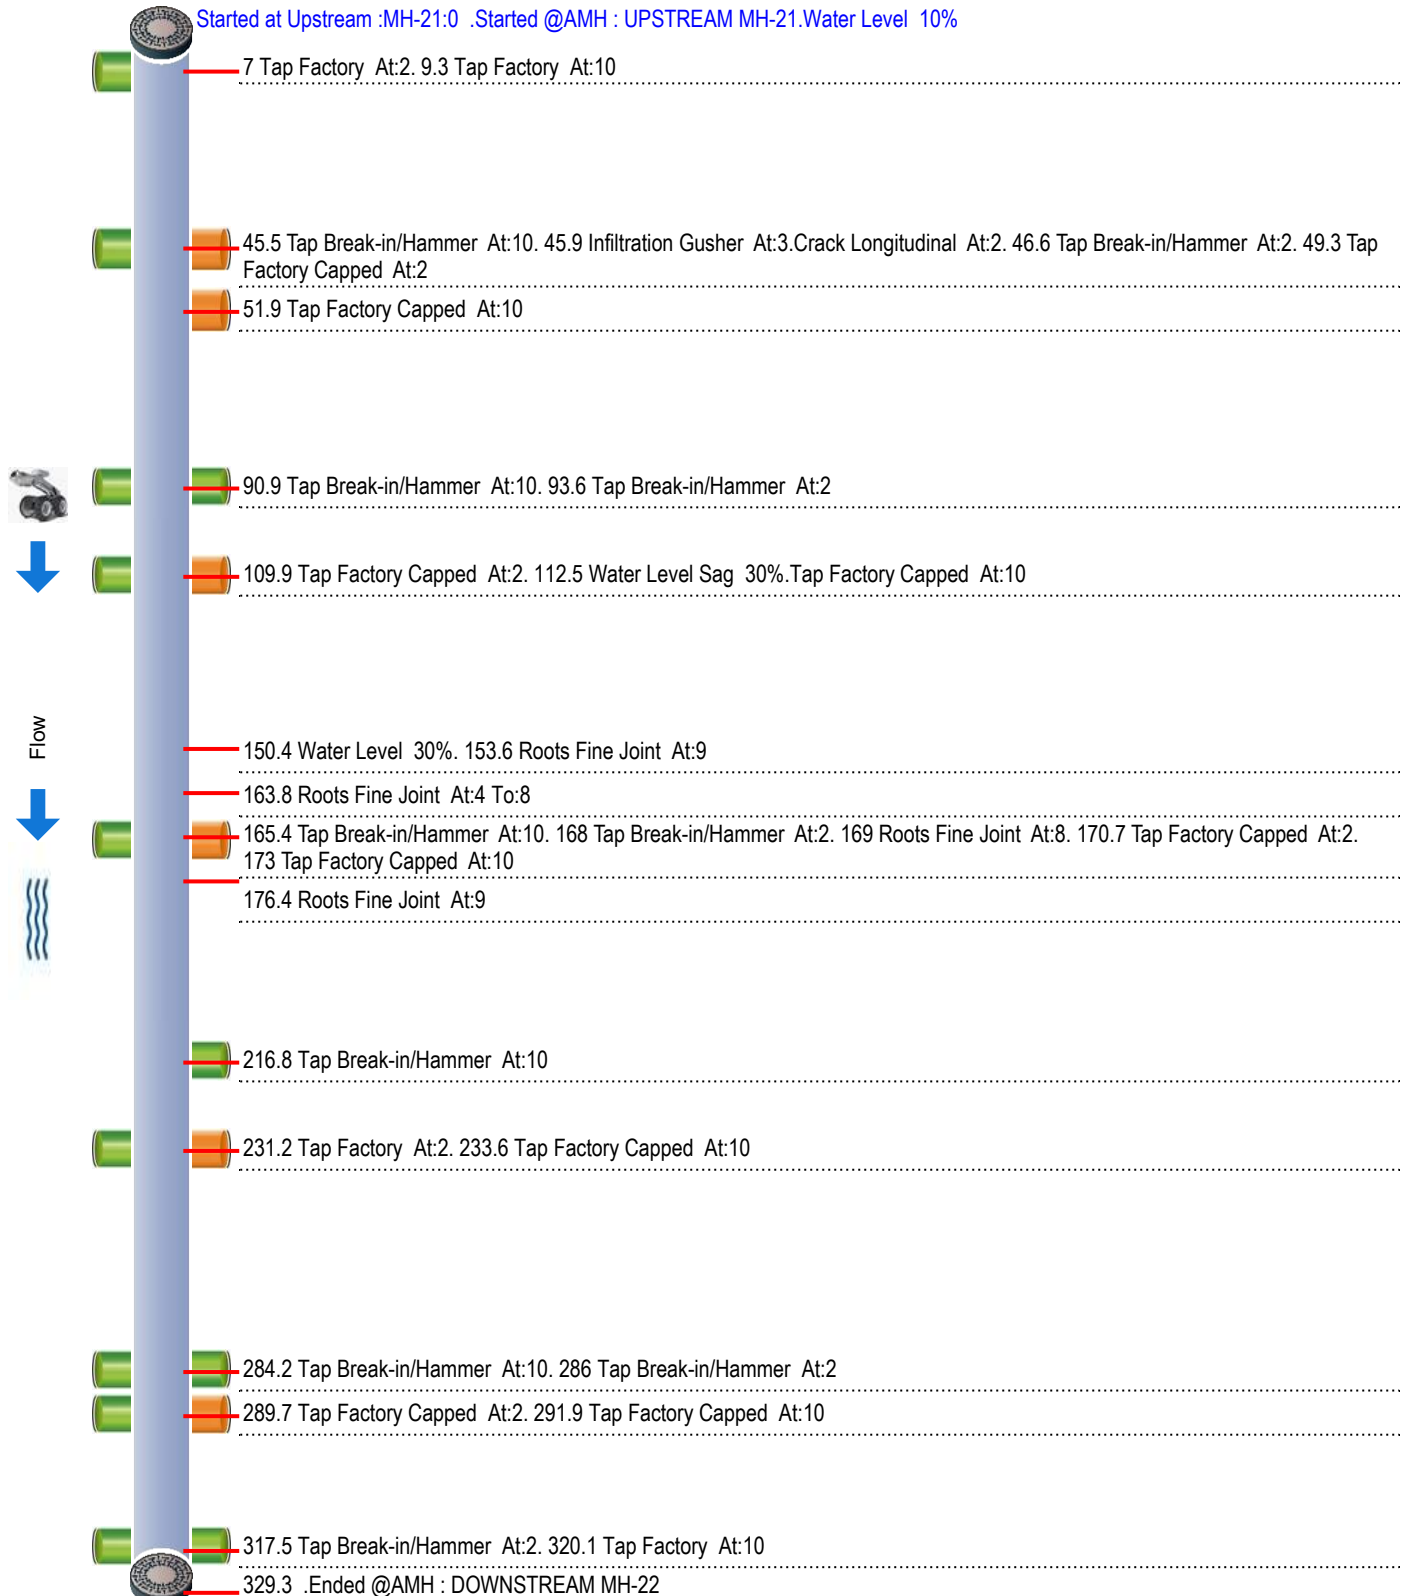 Started at Upstream :MH-21:0 .Started @AMH : UPSTREAM MH-21.Water Level 10%
7 Tap Factory At:2. 9.3 Tap Factory At:10
45.5 Tap Break-in/Hammer At:10. 45.9 Infiltration Gusher At:3.Crack Longitudinal At:2. 46.6 Tap Break-in/Hammer At:2. 49.3 Tap
Factory Capped At:2
51.9 Tap Factory Capped At:10
90.9 Tap Break-in/Hammer At:10. 93.6 Tap Break-in/Hammer At:2
109.9 Tap Factory Capped At:2. 112.5 Water Level Sag 30%.Tap Factory Capped At:10
Flow
150.4 Water Level 30%. 153.6 Roots Fine Joint At:9
163.8 Roots Fine Joint At:4 To:8
165.4 Tap Break-in/Hammer At:10. 168 Tap Break-in/Hammer At:2. 169 Roots Fine Joint At:8. 170.7 Tap Factory Capped At:2.
173 Tap Factory Capped At:10
176.4 Roots Fine Joint At:9
216.8 Tap Break-in/Hammer At:10
231.2 Tap Factory At:2. 233.6 Tap Factory Capped At:10
284.2 Tap Break-in/Hammer At:10. 286 Tap Break-in/Hammer At:2
289.7 Tap Factory Capped At:2. 291.9 Tap Factory Capped At:10
317.5 Tap Break-in/Hammer At:2. 320.1 Tap Factory At:10
329.3 .Ended @AMH : DOWNSTREAM MH-22